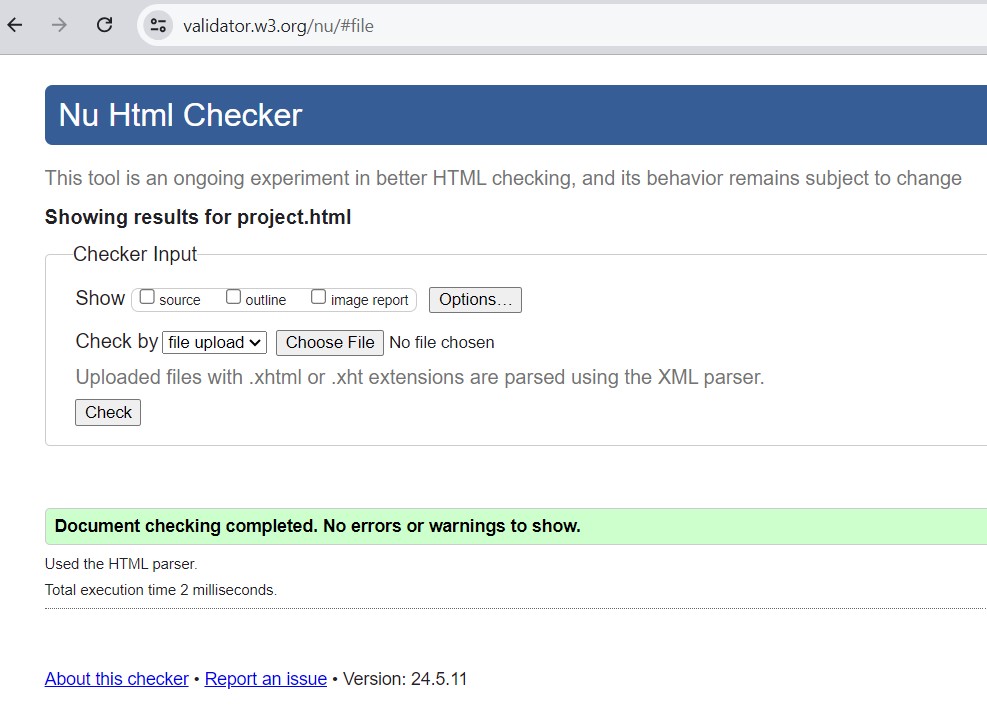 validator.w3.org/nu/#file
Nu Html Checker
This tool is an ongoing experiment in better HTML checking, and its behavior remains subject to change
Showing results for project.html
Checker Input
Show source outline image report Options...
Check by file upload Choose File No file chosen
Uploaded files with .xhtml or .xht extensions are parsed using the XML parser.
Check
Document checking completed. No errors or warnings to show.
Used the HTML parser.
Total execution time 2 milliseconds.
About this checker • Report an issue • Version: 24.5.11